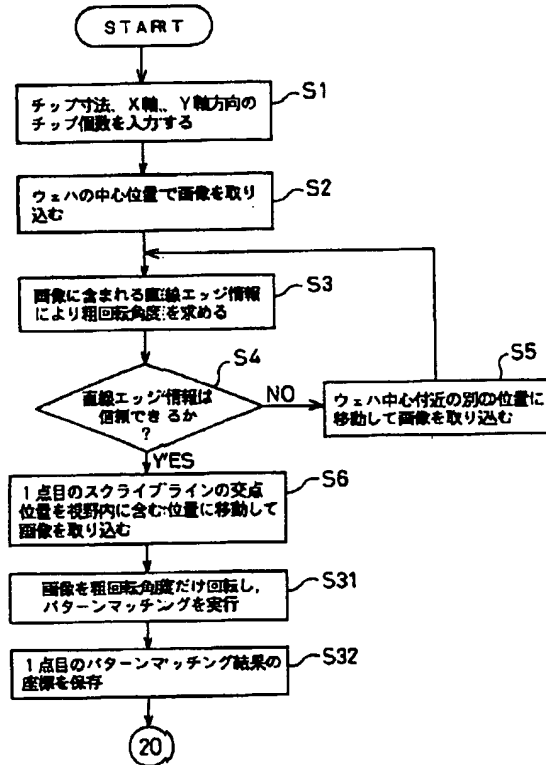 START
チップ寸法、X軸、Y軸方向の
チップ個数を入力する
S1
ウェハの中心位置で画像を取り
込む
S2
画像に含まれる直線エッジ情報
により粗回転角度を求める
S3
S4
直線エッジ情報は
信頼できるか
?
NO
S5
ウェハ中心付近の別の位置に
移動して画像を取り込む
YES
S6
1点目のスクライブラインの交点
位置を視野内に含む位置に移動して
画像を取り込む
画像を粗回転角度だけ回転し、
パターンマッチングを実行
S31
1点目のパターンマッチング結果の
座標を保存
S32
20